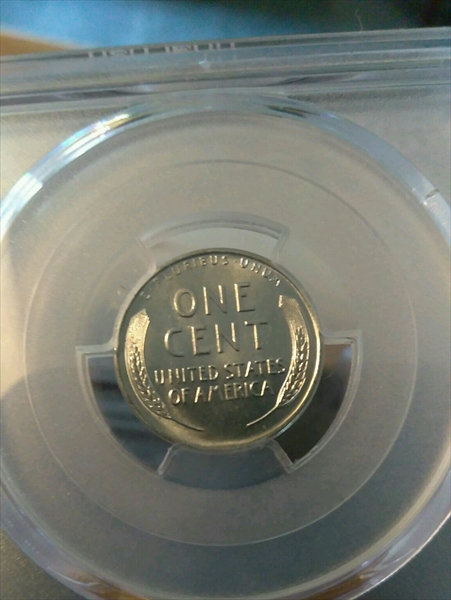 E PLURIBUS UNUM
ONE
CENT
UNITED STATES
OF AMERICA